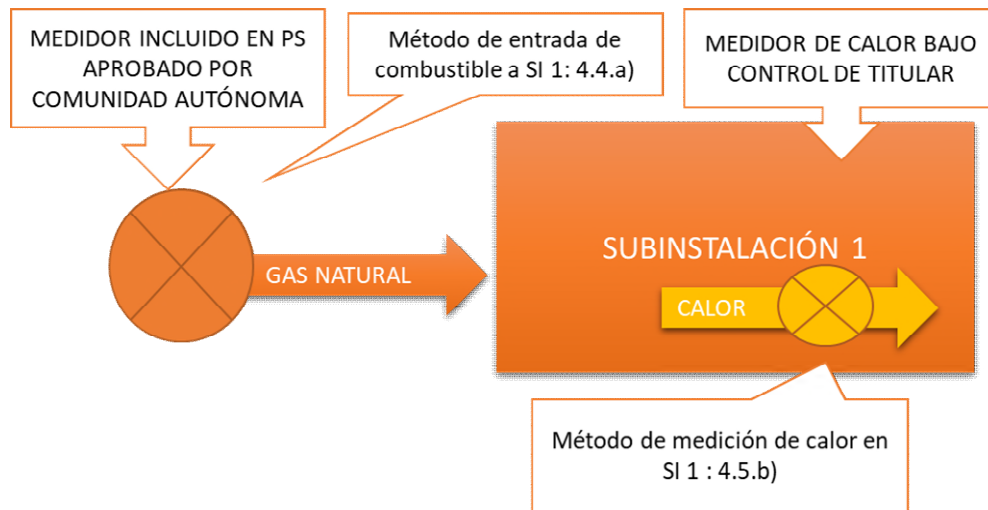 MEDIDOR INCLUIDO EN PS
APROBADO POR
COMUNIDAD AUTÓNOMA
Método de entrada de
combustible a SI 1: 4.4.a)
MEDIDOR DE CALOR BAJO
CONTROL DE TITULAR
GAS NATURAL
SUBINSTALACIÓN 1
CALOR
Método de medición de calor en
SI 1 : 4.5.b)